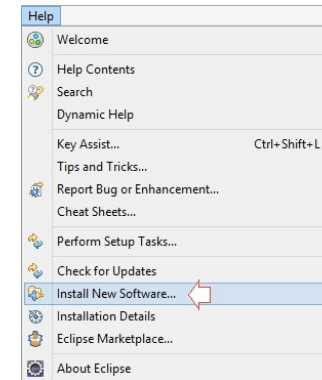 Help
Welcome
Help Contents
Search
Dynamic Help
Key Assist... Ctrl+Shift+L
Tips and Tricks...
Report Bug or Enhancement...
Cheat Sheets...
Perform Setup Tasks...
Check for Updates
Install New Software...
Installation Details
Eclipse Marketplace...
About Eclipse